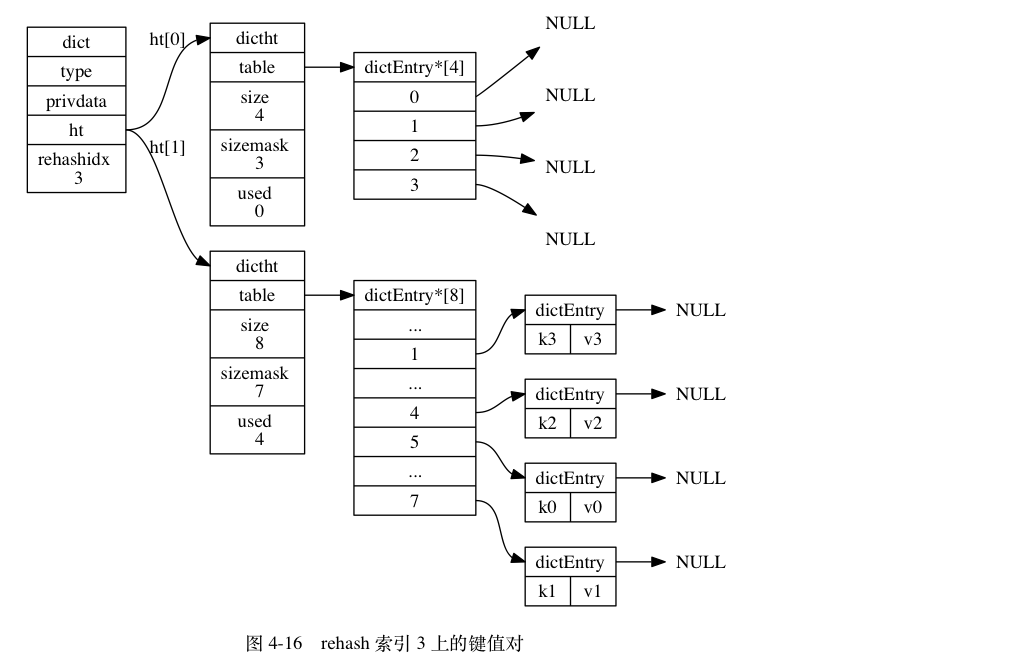 dict
type
privdata
ht
rehashidx
3
ht[0]
ht[1]
dictht
table
size
4
sizemask
3
used
0
dictEntry*[4]
0
1
2
3
NULL
NULL
NULL
NULL
dictht
table
size
8
sizemask
7
used
4
dictEntry*[8]
...
1
...
4
5
...
7
dictEntry
k3 v3
NULL
dictEntry
k2 v2
NULL
dictEntry
k0 v0
NULL
dictEntry
k1 v1
NULL
图 4-16 rehash 索引 3 上的键值对